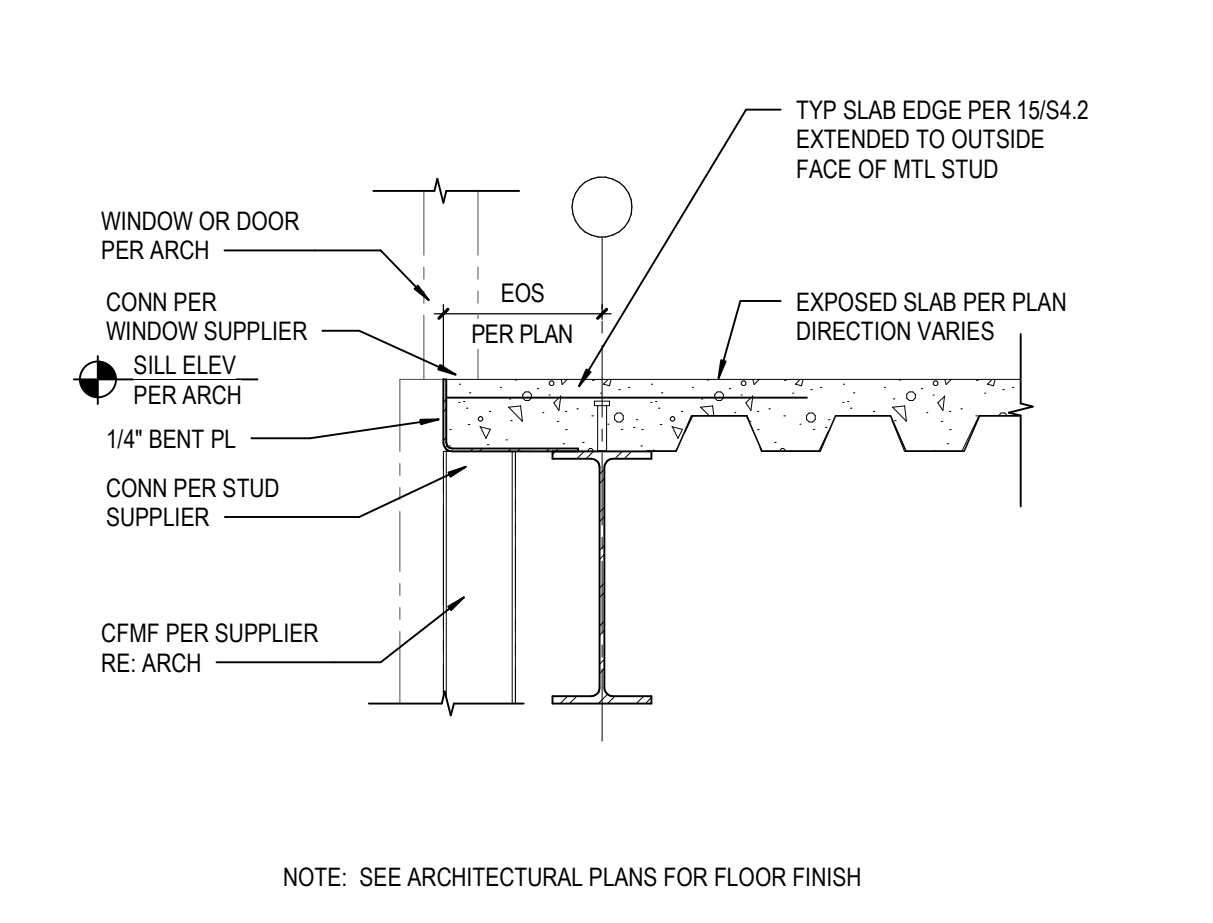 TYP SLAB EDGE PER 15/S4.2
EXTENDED TO OUTSIDE
FACE OF MTL STUD
WINDOW OR DOOR
PER ARCH
EOS
PER PLAN
CONN PER
WINDOW SUPPLIER
EXPOSED SLAB PER PLAN
DIRECTION VARIES
SILL ELEV
PER ARCH
1/4" BENT PL
CONN PER STUD
SUPPLIER
CFMF PER SUPPLIER
RE: ARCH
NOTE: SEE ARCHITECTURAL PLANS FOR FLOOR FINISH